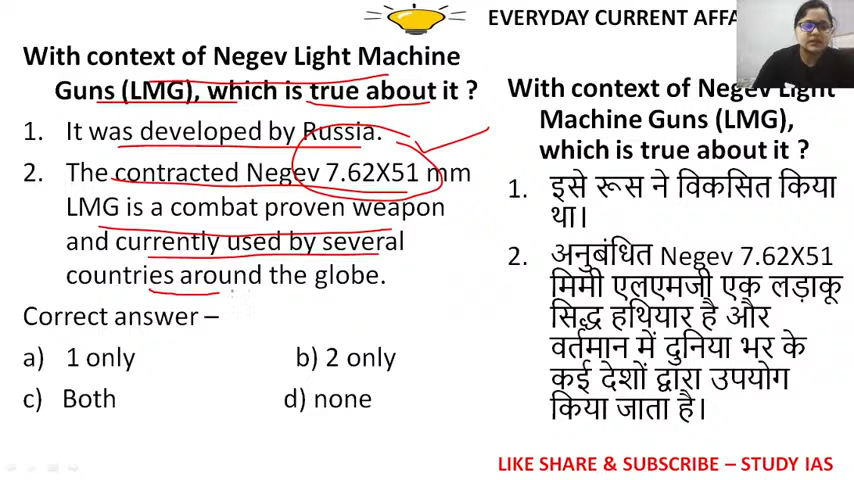 EVERYDAY CURRENT
With context of Negev Light Machine
Guns (LMG), which is true about it ?
1. It was developed by Russia.
2. The contracted Negev 7.62X51 mm
LMG is a combat proven weapon
and currently used by several
countries around the globe.
Correct answer –
a) 1 only b) 2 only
c) Both d) none
With context of Negev Light
Machine Guns (LMG),
which is true about it ?
1. इसे रूस ने विकसित किया
था।
2. अनुबंधित Negev 7.62X51
मिमी एलएमजी एक लड़ाकू
सिद्ध हथियार है और
वर्तमान में दुनिया भर के
कई देशों द्वारा उपयोग
किया जाता है।
LIKE SHARE & SUBSCRIBE – STUDY IAS